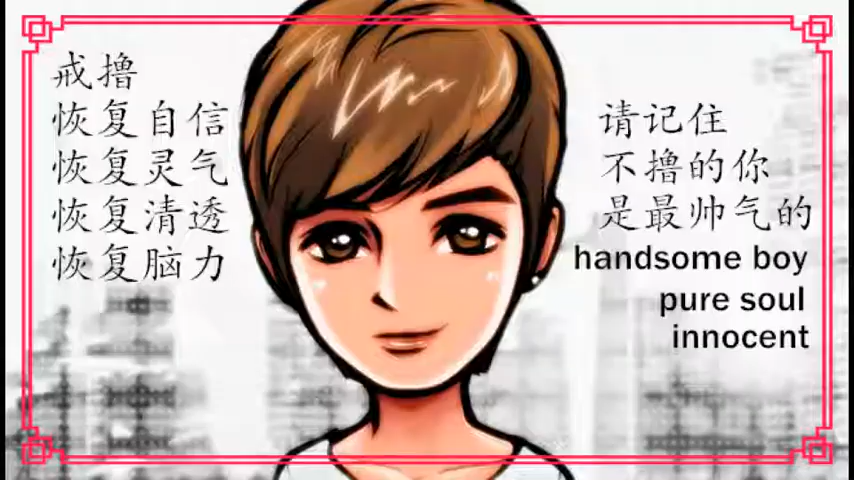 戒撸
恢复自信
恢复灵气
恢复清透
恢复脑力
请记住
不撸的你
是最帅气的
handsome boy
pure soul
innocent